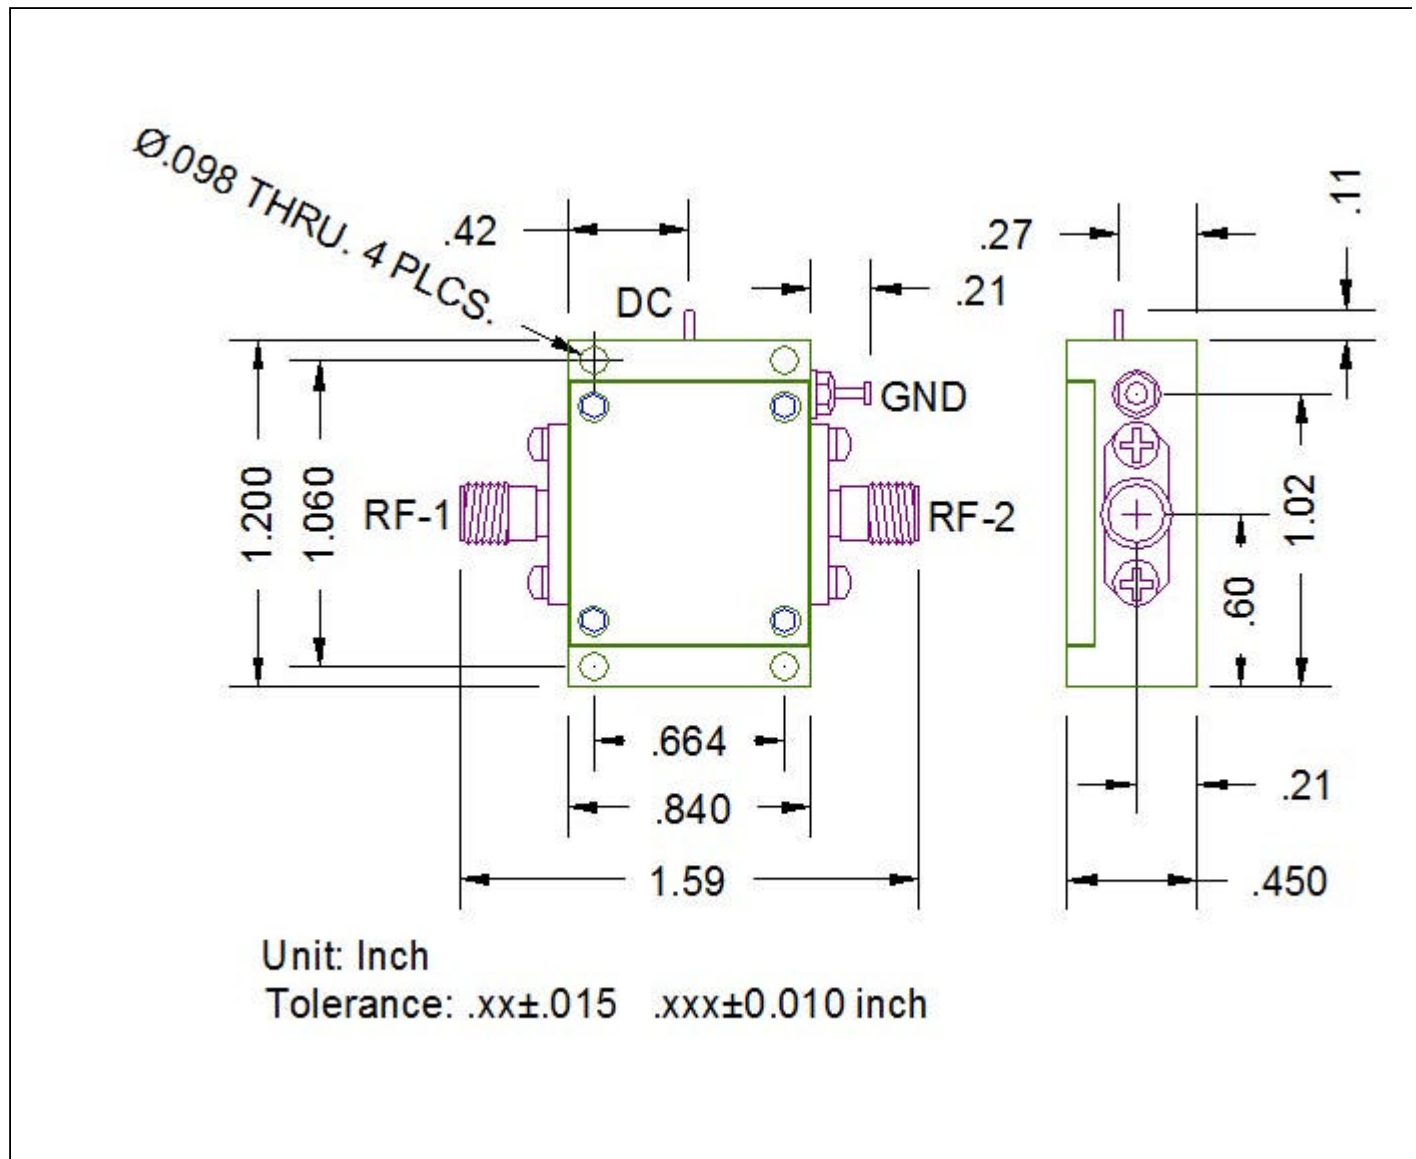 Ø.098 THRU. 4 PLCS.
.42
.27
.11
.21
DC
GND
1.200
1.060
RF-1
RF-2
1.02
.60
.664
.21
.840
1.59
.450
Unit: Inch
Tolerance: .xx±.015 .xxx±0.010 inch